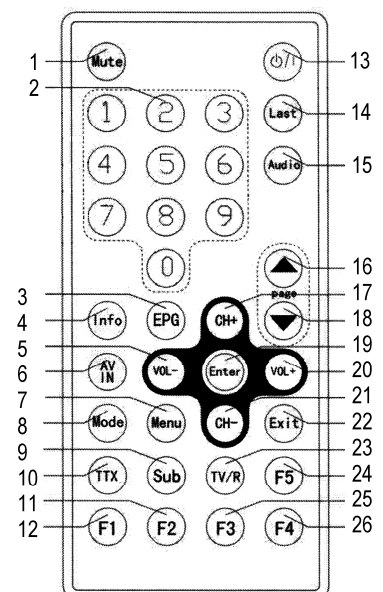 1 Mute ⏻/I 13
2 1 2 3 Last 14
4 5 6 Audio 15
7 8 9
0 ▲ 16
page
3 17
4 Info EPG CH+ ▼ 18
5 19
6 AV IN VOL- Enter VOL+ 20
7 21
8 Mode Menu CH- Exit 22
9 23
10 TTX Sub TV/R F5 24
11 25
12 F1 F2 F3 F4 26